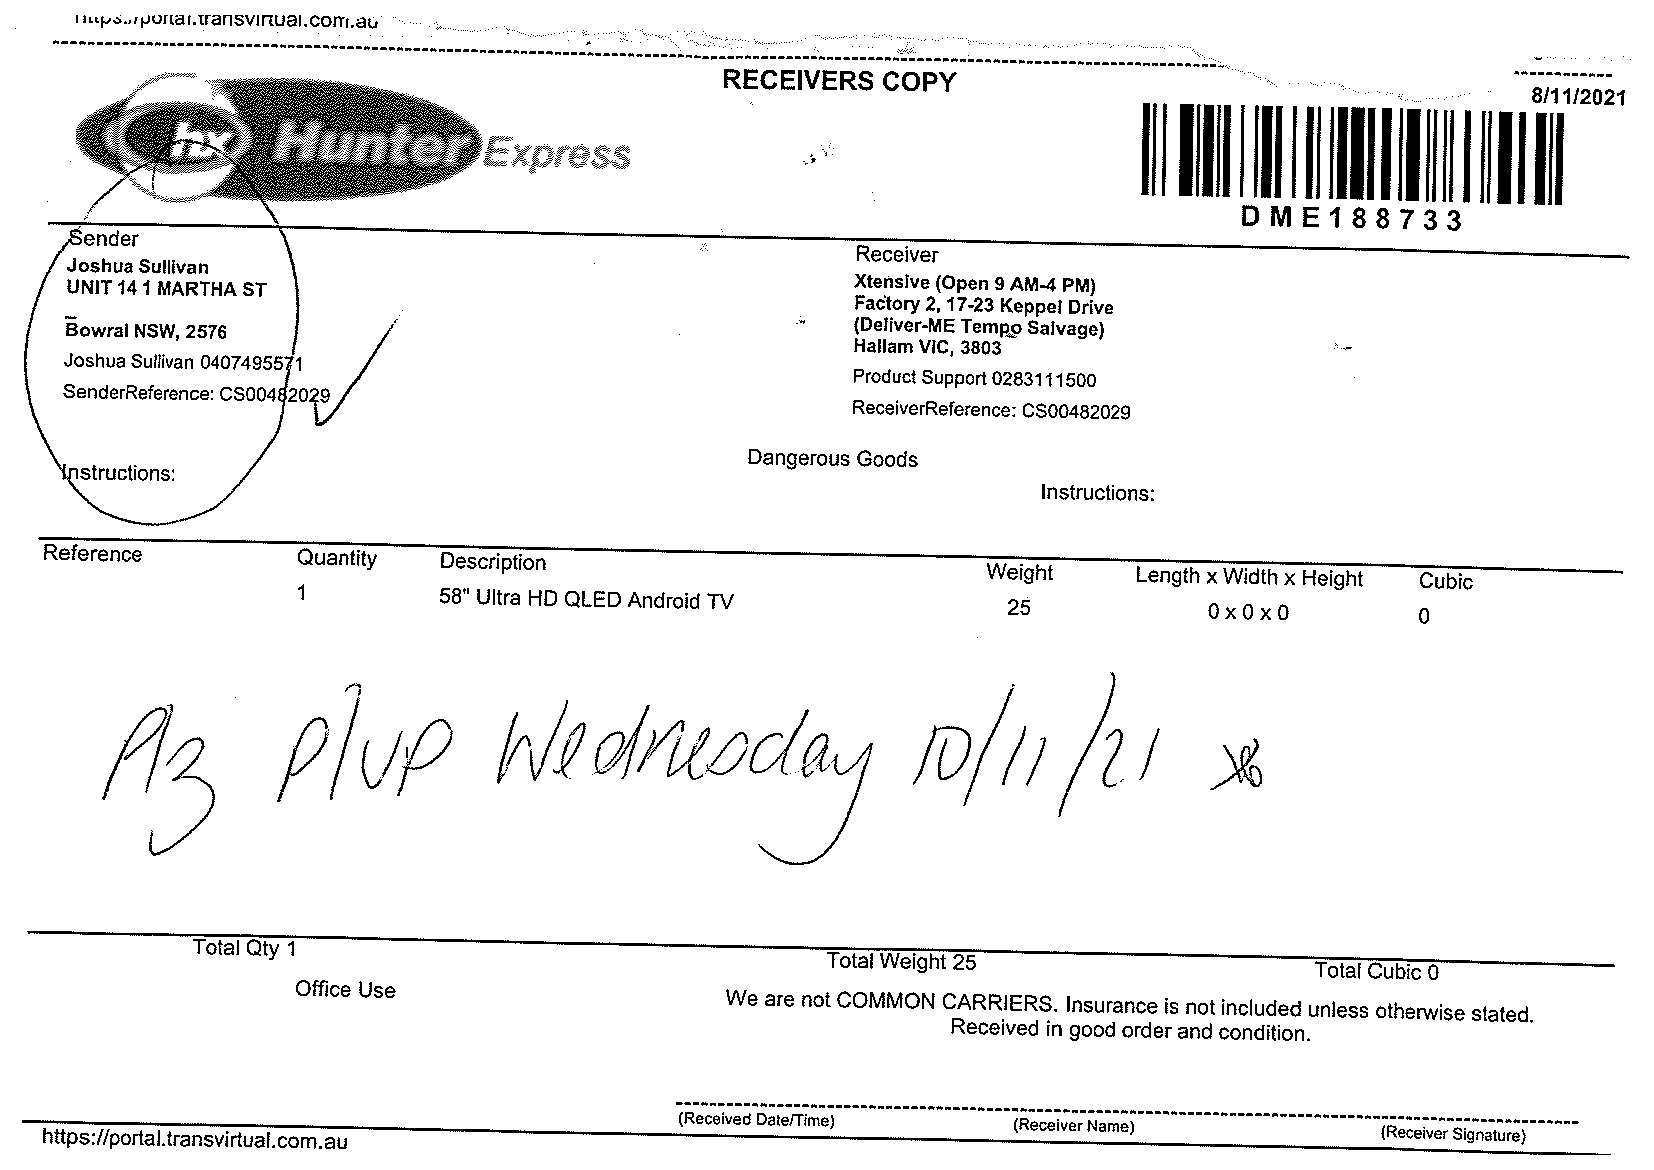 https://portal.transvirtual.com.au
RECEIVERS COPY
8/11/2021
hx Hunter Express
DME188733
Sender
Joshua Sullivan
UNIT 14 1 MARTHA ST
Bowral NSW, 2576
Joshua Sullivan 0407495571
SenderReference: CS00482029
Instructions:
Receiver
Xtensive (Open 9 AM-4 PM)
Factory 2, 17-23 Keppel Drive
(Deliver-ME Tempo Salvage)
Hallam VIC, 3803
Product Support 0283111500
ReceiverReference: CS00482029
Dangerous Goods
Instructions:
Reference Quantity Description Weight Length x Width x Height Cubic
1 58" Ultra HD QLED Android TV 25 0 x 0 x 0 0
P/UP Wednesday 10/11/21
Total Qty 1 Total Weight 25 Total Cubic 0
Office Use
We are not COMMON CARRIERS. Insurance is not included unless otherwise stated.
Received in good order and condition.
(Received Date/Time) (Receiver Name) (Receiver Signature)
https://portal.transvirtual.com.au